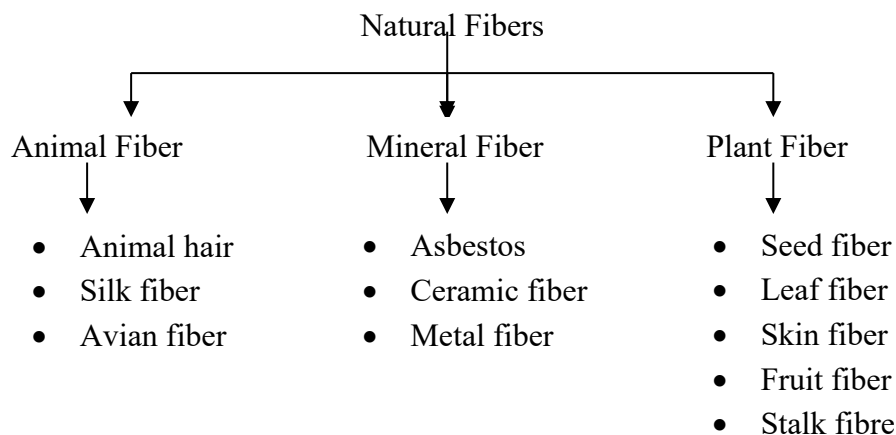 Natural Fibers
Animal Fiber
• Animal hair
• Silk fiber
• Avian fiber
Mineral Fiber
• Asbestos
• Ceramic fiber
• Metal fiber
Plant Fiber
• Seed fiber
• Leaf fiber
• Skin fiber
• Fruit fiber
• Stalk fibre